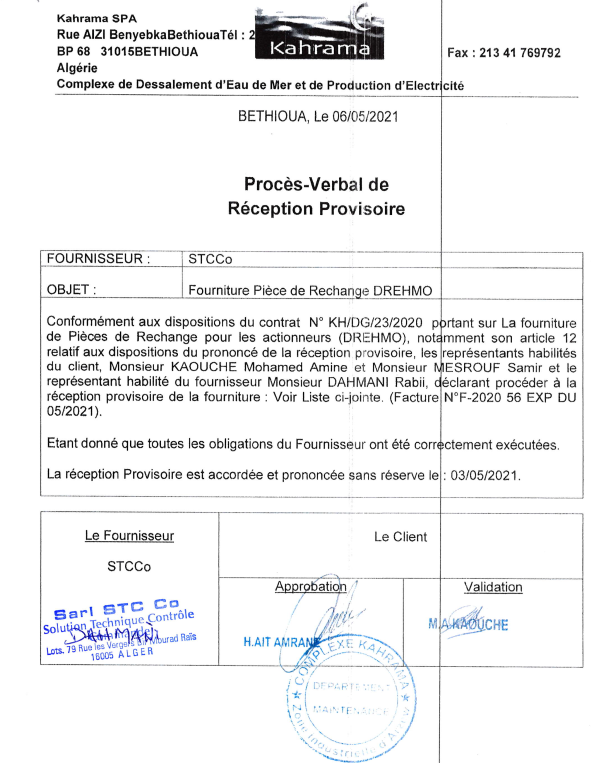 Kahrama SPA
Rue AIZI BenyebkaBethiouaTél : 2
BP 68 31015BETHIOUA
Fax : 213 41 769792
Kahrama
Algérie
Complexe de Dessalement d'Eau de Mer et de Production d'Electricité
BETHIOUA, Le 06/05/2021
Procès-Verbal de
Réception Provisoire
FOURNISSEUR : STCCo
OBJET : Fourniture Pièce de Rechange DREHMO
Conformément aux dispositions du contrat N° KH/DG/23/2020 portant sur La fourniture
de Pièces de Rechange pour les actionneurs (DREHMO), notamment son article 12
relatif aux dispositions du prononcé de la réception provisoire, les représentants habilités
du client, Monsieur KAOUCHE Mohamed Amine et Monsieur MESROUF Samir et le
représentant habilité du fournisseur Monsieur DAHMANI Rabii, déclarant procéder à la
réception provisoire de la fourniture : Voir Liste ci-jointe. (Facture N°F-2020 56 EXP DU
05/2021).
Etant donné que toutes les obligations du Fournisseur ont été correctement exécutées.
La réception Provisoire est accordée et prononcée sans réserve le : 03/05/2021.
Le Fournisseur
Le Client
STCCo
Approbation
Validation
Sarl STC Co
Solution Technique Contrôle
DAHMANI
Lots. 79 Rue les Vergers Mourad Raïs
16005 ALGER
H.AIT AMRANE
M.A.KAOUCHE
COMPLEXE KAHRAMA
DEPARTEMENT
MAINTENANCE
Zone Industrielle d'Arzew